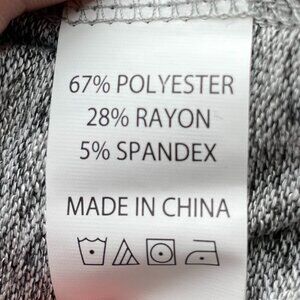 67% POLYESTER
28% RAYON
5% SPANDEX
MADE IN CHINA